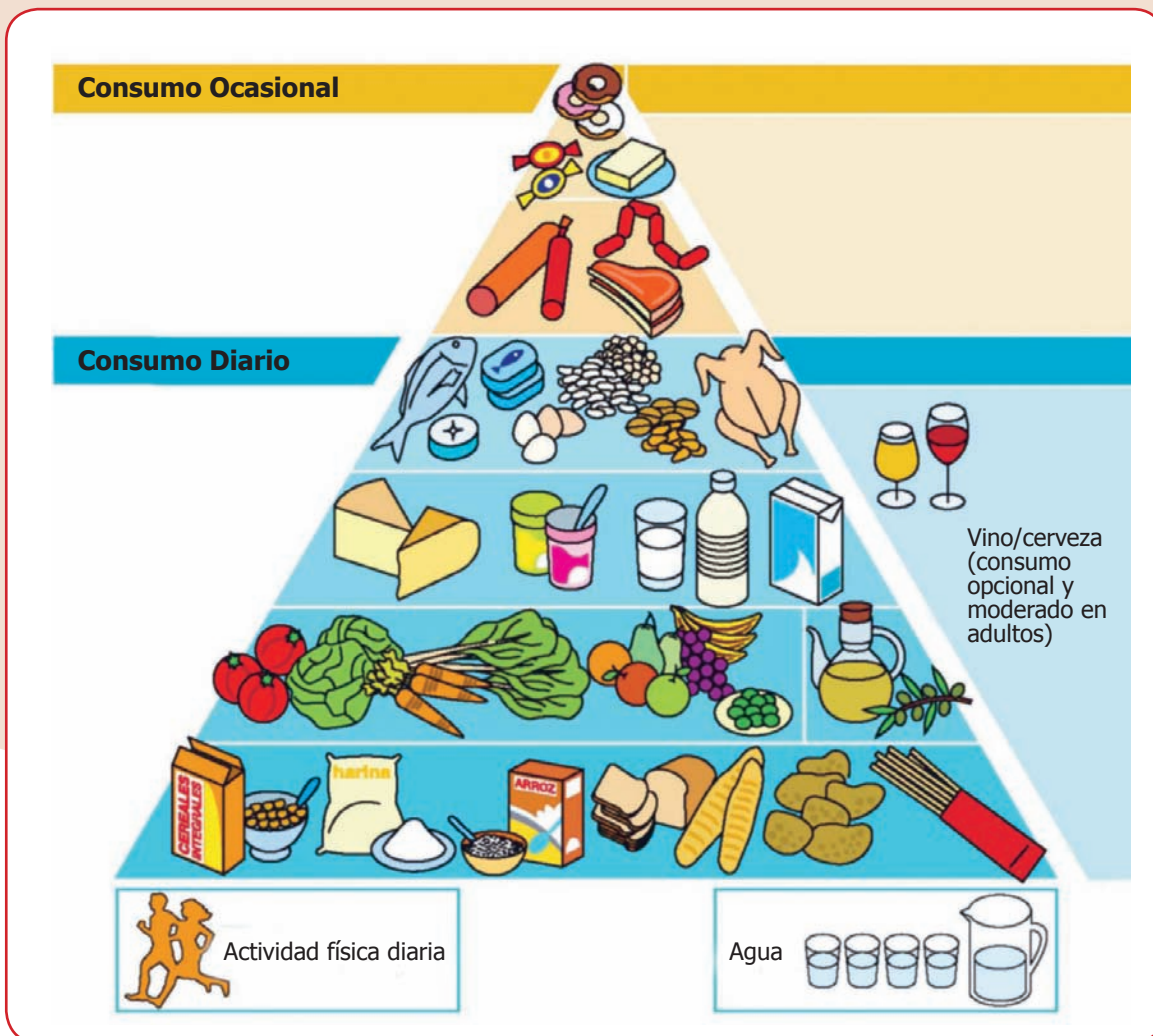 Consumo Ocasional
Consumo Diario
Vino/cerveza
(consumo
opcional y
moderado en
adultos)
harina
CEREALES
INTEGRALES
ARROZ
Actividad física diaria
Agua